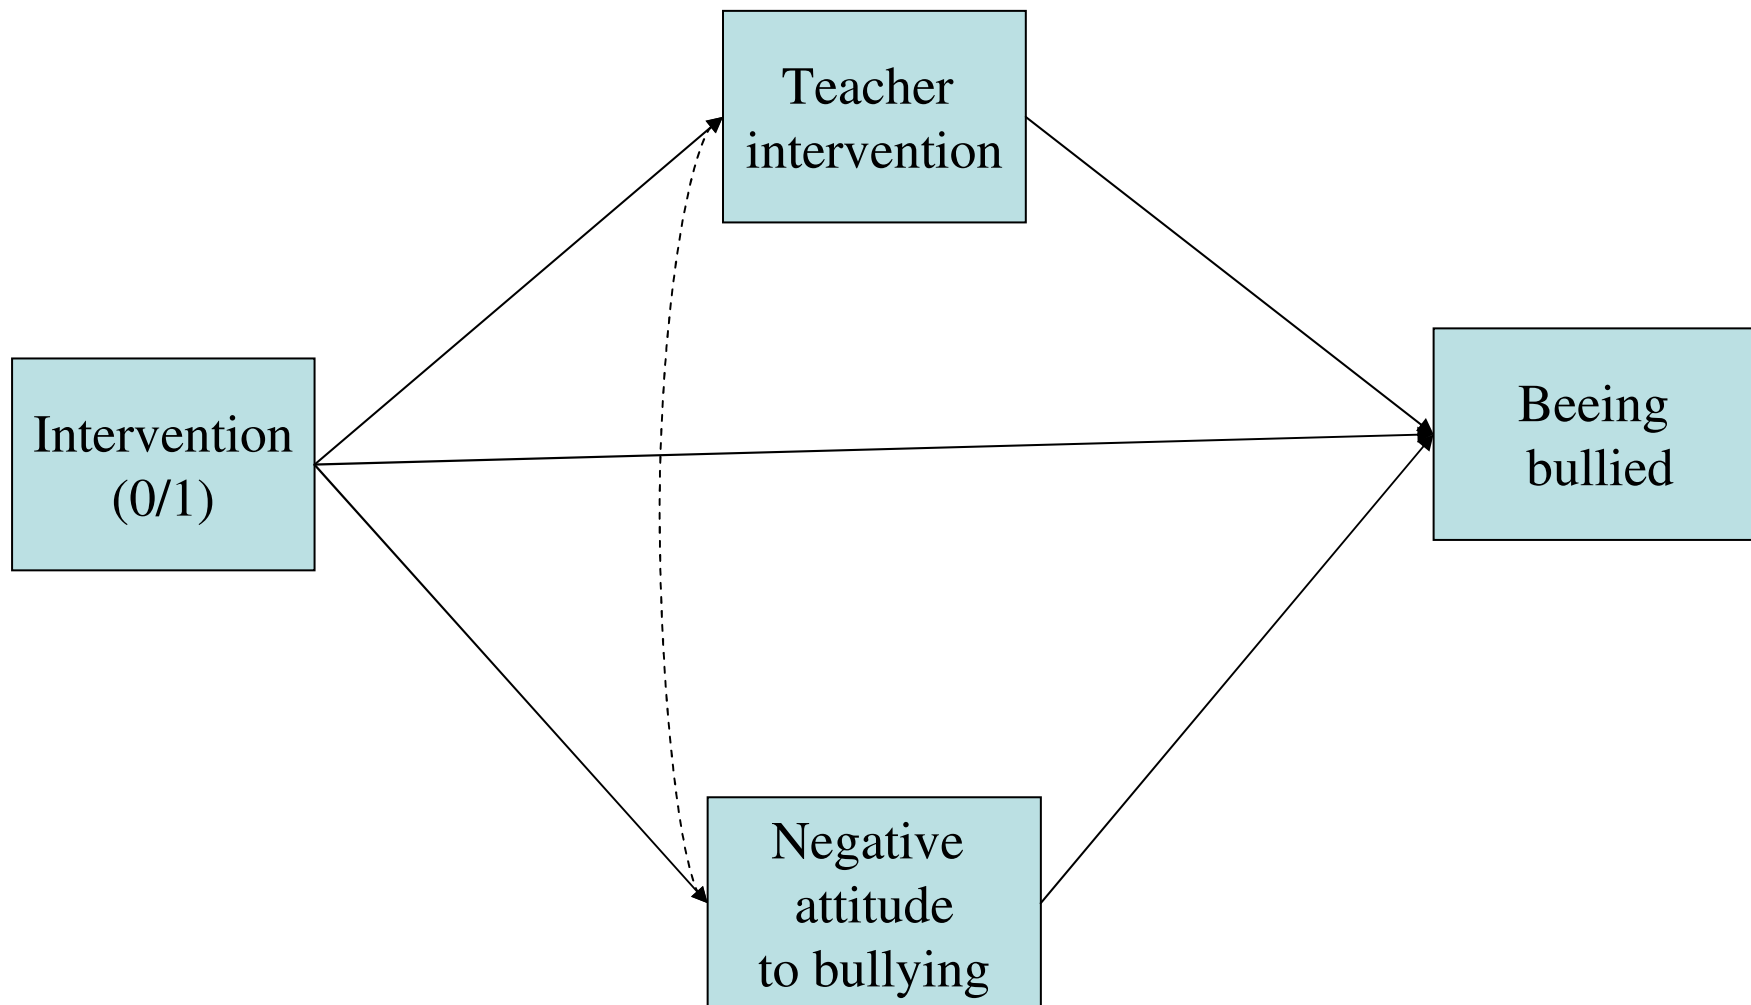 Teacher
intervention
Intervention
(0/1)
Beeing
bullied
Negative
attitude
to bullying